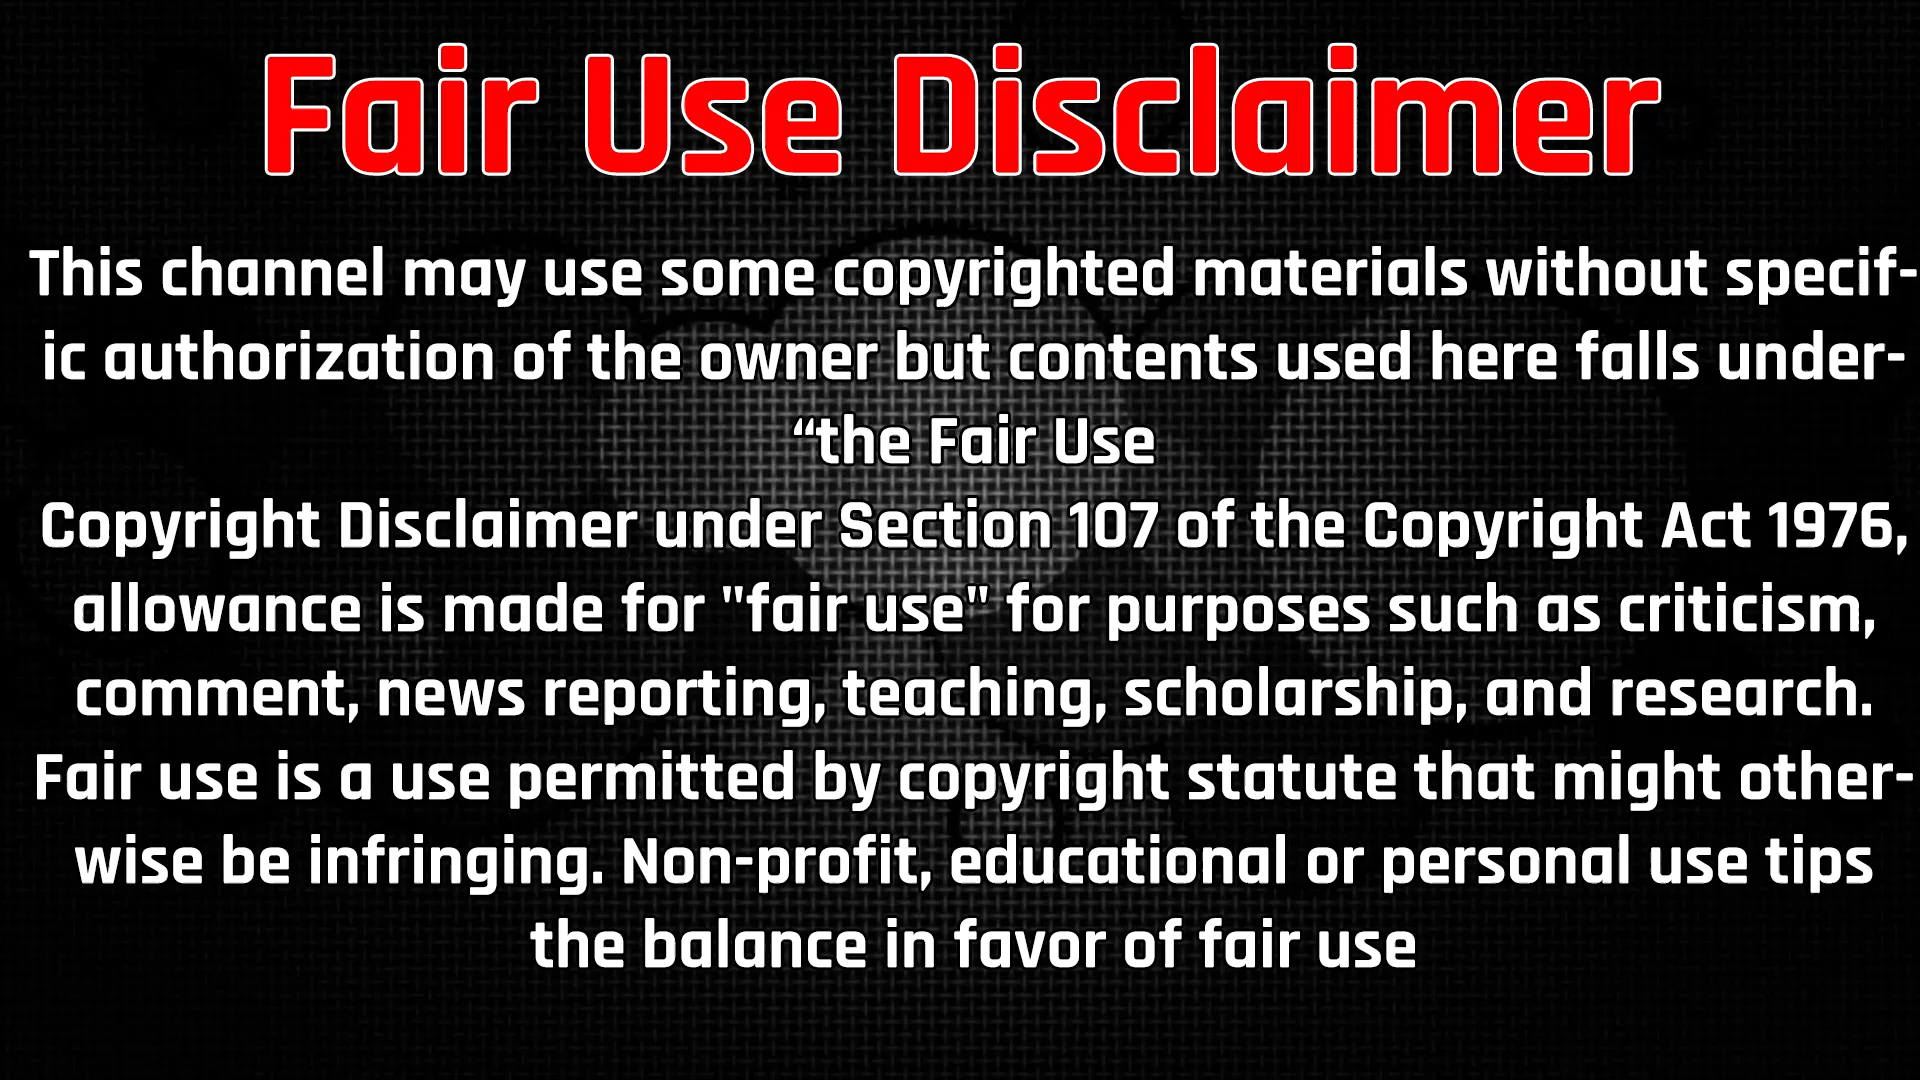 Fair Use Disclaimer
This channel may use some copyrighted materials without specif-
ic authorization of the owner but contents used here falls under-
“the Fair Use
Copyright Disclaimer under Section 107 of the Copyright Act 1976,
allowance is made for "fair use" for purposes such as criticism,
comment, news reporting, teaching, scholarship, and research.
Fair use is a use permitted by copyright statute that might other-
wise be infringing. Non-profit, educational or personal use tips
the balance in favor of fair use